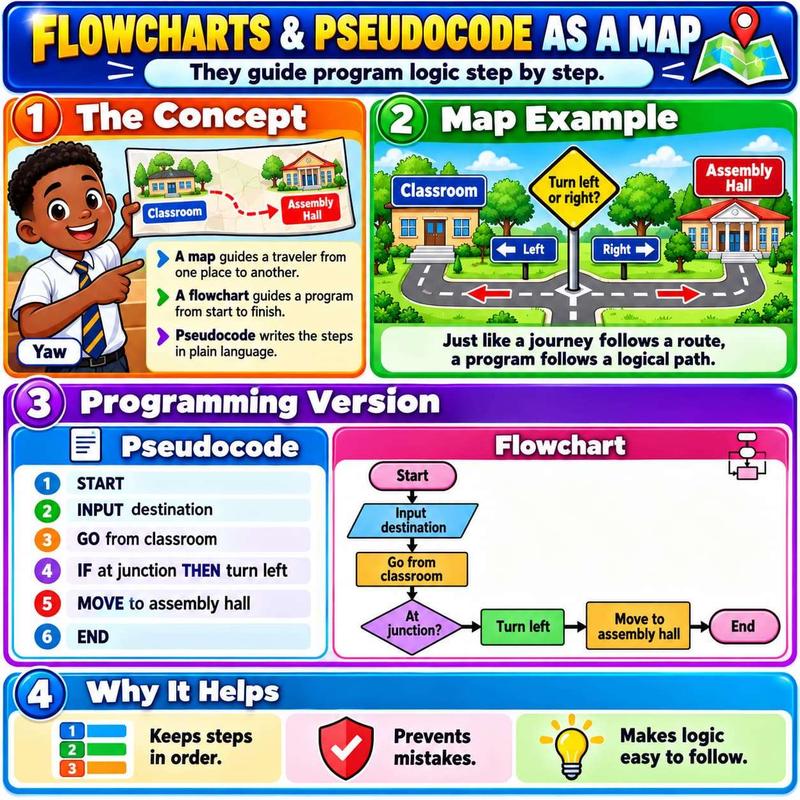 FLOWCHARTS & PSEUDOCODE AS A MAP
They guide program logic step by step.
1 The Concept
Classroom
Assembly
Hall
A map guides a traveler from
one place to another.
A flowchart guides a program
from start to finish.
Pseudocode writes the steps
in plain language.
Yaw
2 Map Example
Classroom
Turn left
or right?
Assembly
Hall
Left
Right
Just like a journey follows a route,
a program follows a logical path.
3 Programming Version
Pseudocode
1 START
2 INPUT destination
3 GO from classroom
4 IF at junction THEN turn left
5 MOVE to assembly hall
6 END
Flowchart
Start
Input
destination
Go from
classroom
At
junction?
Turn left
Move to
assembly hall
End
4 Why It Helps
1
2
3
Keeps steps
in order.
Prevents
mistakes.
Makes logic
easy to follow.